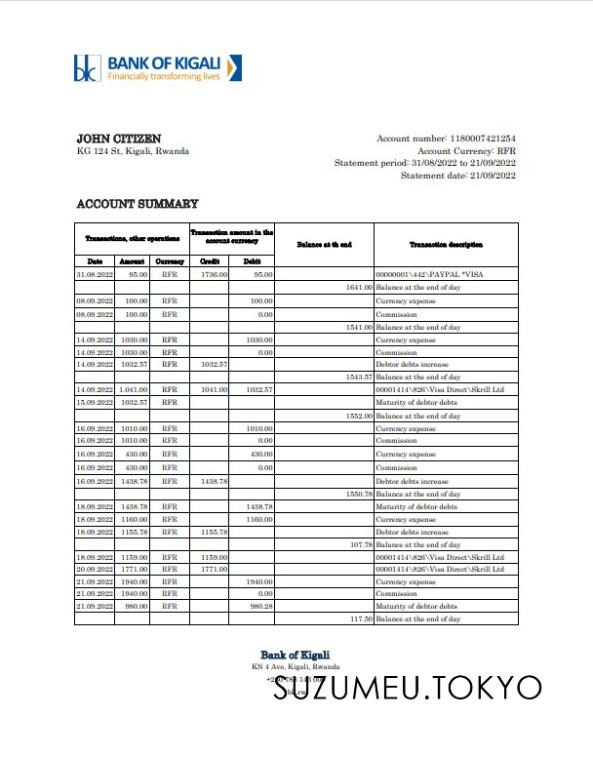 bk
BANK OF KIGALI
Financially transforming lives
JOHN CITIZEN
KG 124 St, Kigali, Rwanda
Account number: 1180007421254
Account Currency: RFR
Statement period: 31/08/2022 to 21/09/2022
Statement date: 21/09/2022
ACCOUNT SUMMARY
Transactions, other operations Transaction amount in the account currency Balance at th end Transaction description
Date Amount Currency Credit Debit
31.08.2022 95.00 RFR 1736.00 95.00 00000001\442\PAYPAL *VISA
1641.00 Balance at the end of day
08.09.2022 100.00 RFR 100.00 Currency expense
08.09.2022 100.00 RFR 0.00 Commission
1541.00 Balance at the end of day
14.09.2022 1030.00 RFR 1030.00 Currency expense
14.09.2022 1030.00 RFR 0.00 Commission
14.09.2022 1032.57 RFR 1032.57 Debtor debts increase
1543.57 Balance at the end of day
14.09.2022 1.041.00 RFR 1041.00 1032.57 00001414\826\Visa Direct\Skrill Ltd
15.09.2022 1032.57 RFR Maturity of debtor debts
1552.00 Balance at the end of day
16.09.2022 1010.00 RFR 1010.00 Currency expense
16.09.2022 1010.00 RFR 0.00 Commission
16.09.2022 430.00 RFR 430.00 Currency expense
16.09.2022 430.00 RFR 0.00 Commission
16.09.2022 1438.78 RFR 1438.78 Debtor debts increase
1550.78 Balance at the end of day
18.09.2022 1438.78 RFR 1438.78 Maturity of debtor debts
18.09.2022 1160.00 RFR 1160.00 Currency expense
18.09.2022 1155.78 RFR 1155.78 Debtor debts increase
107.78 Balance at the end of day
18.09.2022 1159.00 RFR 1159.00 00001414\826\Visa Direct\Skrill Ltd
20.09.2022 1771.00 RFR 1771.00 00001414\826\Visa Direct\Skrill Ltd
21.09.2022 1940.00 RFR 1940.00 Currency expense
21.09.2022 1940.00 RFR 0.00 Commission
21.09.2022 980.00 RFR 980.28 Maturity of debtor debts
117.50 Balance at the end of day
Bank of Kigali
KN 4 Ave, Kigali, Rwanda
SUZUMEU.TOKYO